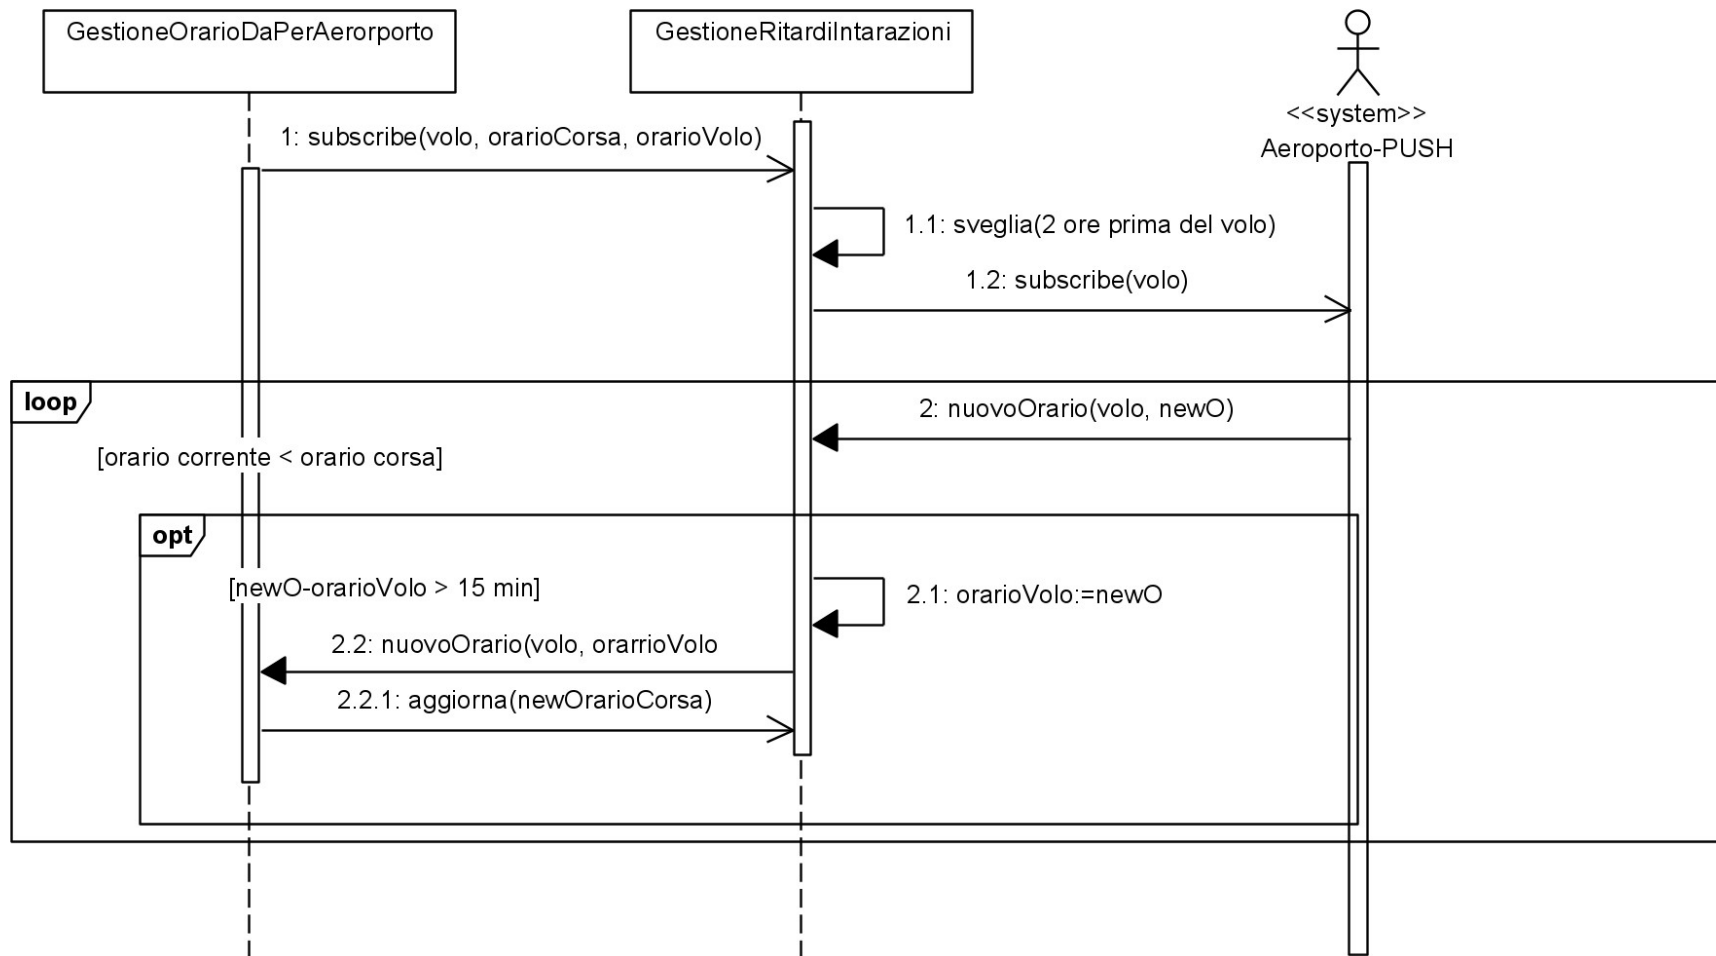 GestioneOrarioDaPerAerorporto
GestioneRitardiIntarazioni
<<system>>
Aeroporto-PUSH
1: subscribe(volo, orarioCorsa, orarioVolo)
1.1: sveglia(2 ore prima del volo)
1.2: subscribe(volo)
loop
2: nuovoOrario(volo, newO)
[orario corrente < orario corsa]
opt
[newO-orarioVolo > 15 min]
2.1: orarioVolo:=newO
2.2: nuovoOrario(volo, orarrioVolo
2.2.1: aggiorna(newOrarioCorsa)